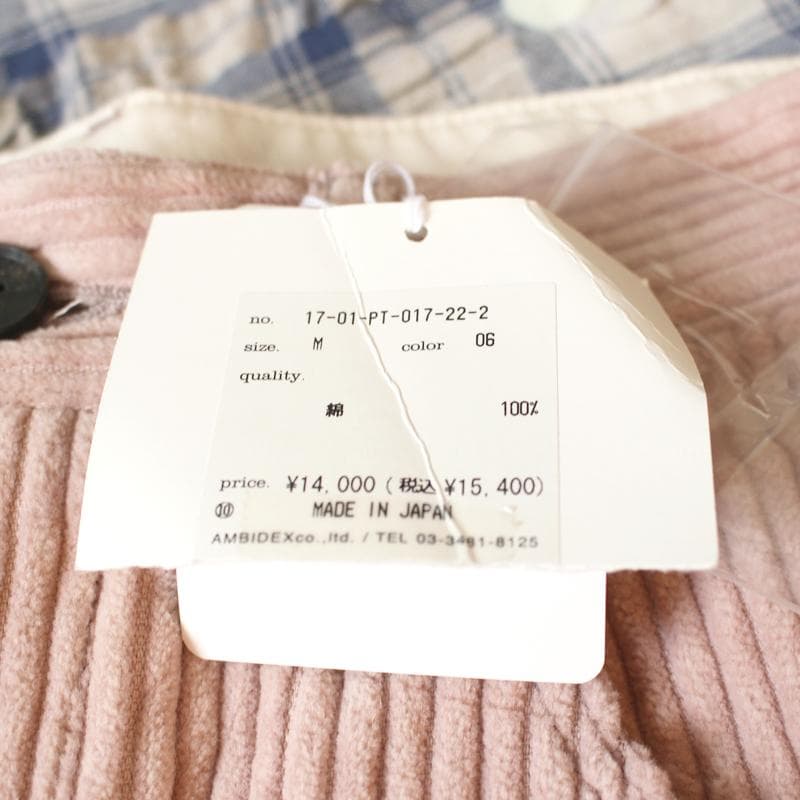 no. 17-01-PT-017-22-2
size. M color 06
quality.
綿 100%
price. ¥14,000 (税込 ¥15,400)
⑩ MADE IN JAPAN
AMBIDEXco.,ltd. / TEL 03-3481-8125